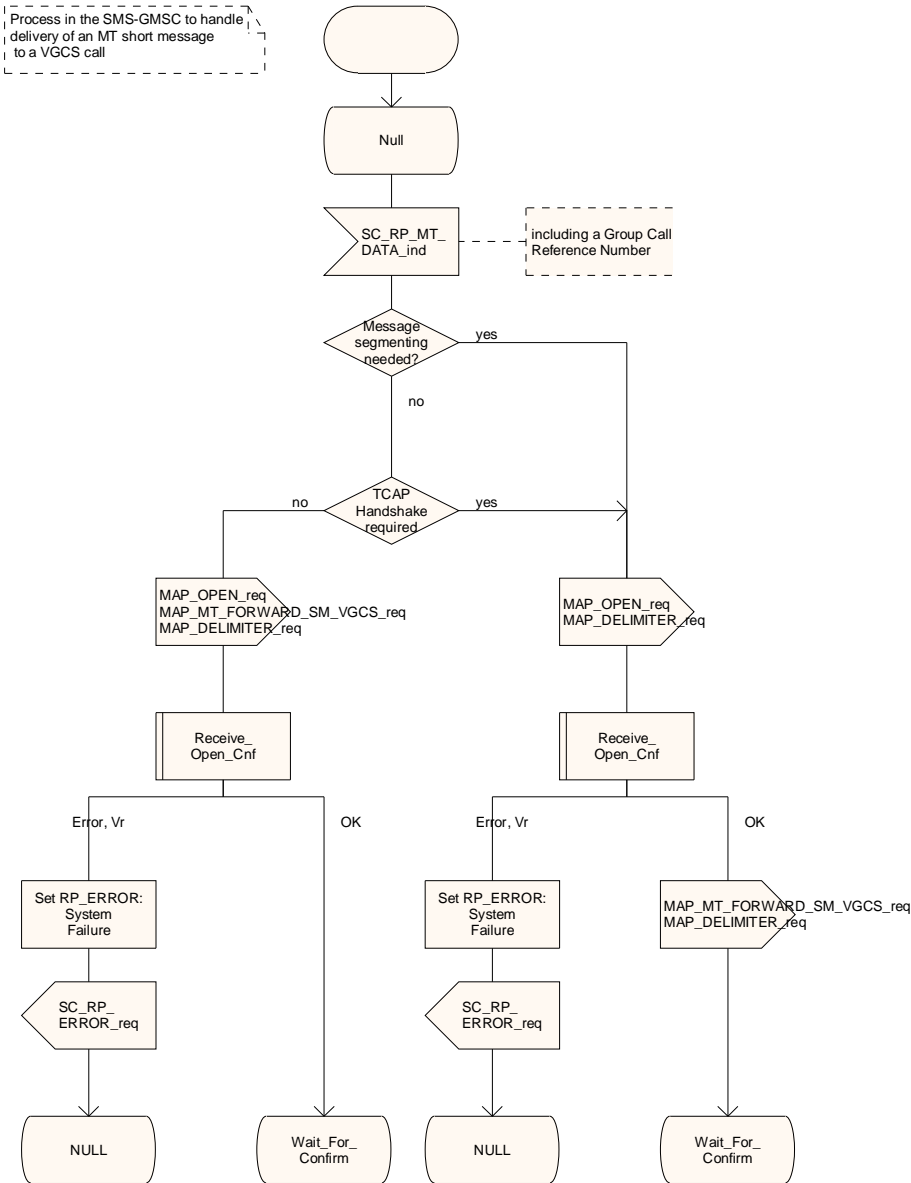 Process in the SMS-GMSC to handle
delivery of an MT short message
to a VGCS call
Null
SC_RP_MT_
DATA_ind
including a Group Call
Reference Number
Message
segmenting
needed?
yes
no
TCAP
Handshake
required
no
yes
MAP_OPEN_req
MAP_MT_FORWARD_SM_VGCS_req
MAP_DELIMITER_req
MAP_OPEN_req
MAP_DELIMITER_req
Receive_
Open_Cnf
Receive_
Open_Cnf
Error, Vr
OK
Error, Vr
OK
Set RP_ERROR:
System
Failure
Set RP_ERROR:
System
Failure
MAP_MT_FORWARD_SM_VGCS_req
MAP_DELIMITER_req
SC_RP_
ERROR_req
SC_RP_
ERROR_req
NULL
Wait_For_
Confirm
NULL
Wait_For_
Confirm